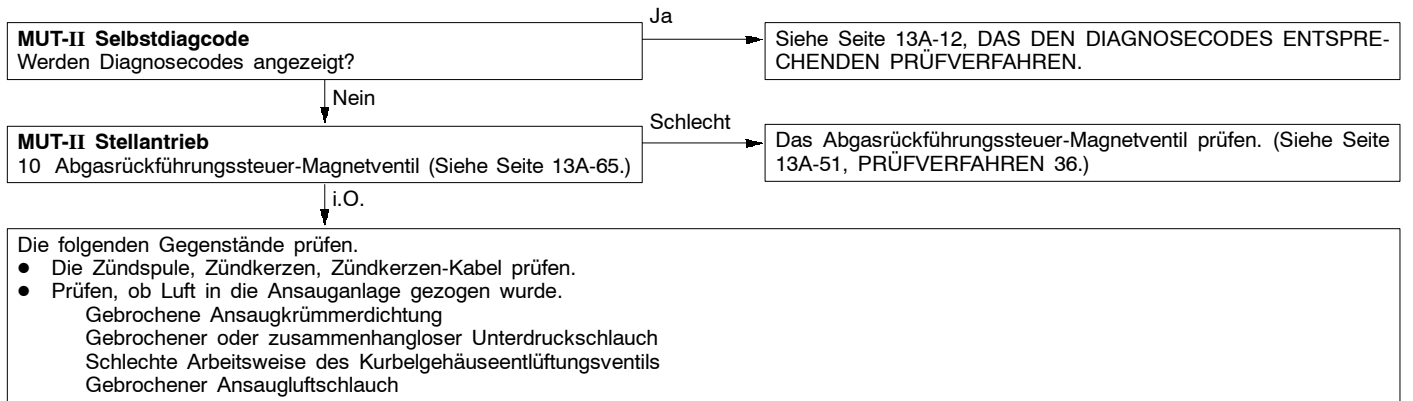 Ja
MUT-II Selbstdiagcode
Werden Diagnosecodes angezeigt?
Siehe Seite 13A-12, DAS DEN DIAGNOSECODES ENTSPRE-
CHENDEN PRÜFVERFAHREN.
Nein
Schlecht
MUT-II Stellantrieb
10 Abgasrückführungssteuer-Magnetventil (Siehe Seite 13A-65.)
Das Abgasrückführungssteuer-Magnetventil prüfen. (Siehe Seite
13A-51, PRÜFVERFAHREN 36.)
i.O.
Die folgenden Gegenstände prüfen.
● Die Zündspule, Zündkerzen, Zündkerzen-Kabel prüfen.
● Prüfen, ob Luft in die Ansauganlage gezogen wurde.
Gebrochene Ansaugkrümmerdichtung
Gebrochener oder zusammenhangloser Unterdruckschlauch
Schlechte Arbeitsweise des Kurbelgehäuseentlüftungsventils
Gebrochener Ansaugluftschlauch